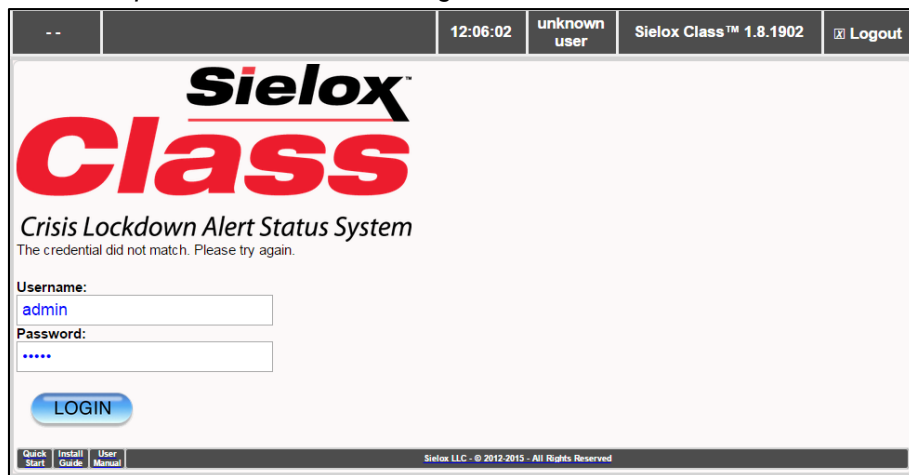 - -
12:06:02
unknown
user
Sielox Class™ 1.8.1902
Logout
Sielox™
Class
Crisis Lockdown Alert Status System
The credential did not match. Please try again.
Username:
admin
Password:
•••••
LOGIN
Quick Start
Install Guide
User Manual
Sielox LLC - © 2012-2015 - All Rights Reserved